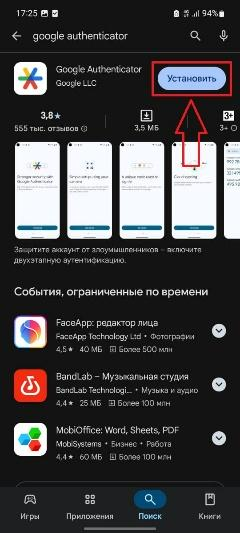 17:25
94%
google authenticator
Google Authenticator
Google LLC
Установить
3,8★
555 тыс. отзывов
3,5 МБ
3+
Защитите аккаунт от злоумышленников – включите
двухэтапную аутентификацию.
События, ограниченные по времени
FaceApp: редактор лица
FaceApp Technology Ltd • Фотографии
4,5★ 40 МБ Более 500 млн
BandLab – Музыкальная студия
BandLab Technologi... • Музыка и аудио
4,4★ 25 МБ Более 100 млн
MobiOffice: Word, Sheets, PDF
MobiSystems • Бизнес • Работа
4,4★ 60 МБ Более 100 млн
Игры
Приложения
Поиск
Книги